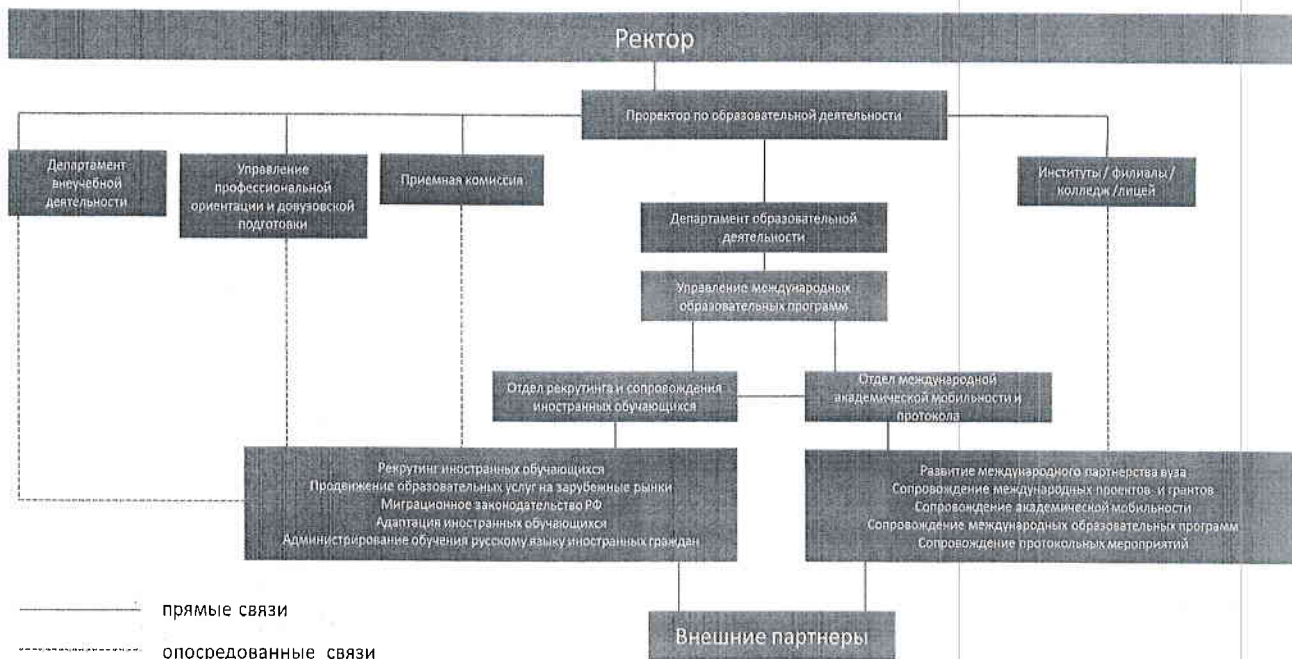 Ректор
Проректор по образовательной деятельности
Департамент
внеучебной
деятельности
Управление
профессиональной
ориентации и довузовской
подготовки
Приемная комиссия
Институты / филиалы /
колледж /лицей
Департамент образовательной
деятельности
Управление международных
образовательных программ
Отдел рекрутинга и сопровождения
иностранных обучающихся
Отдел международной
академической мобильности и
протокола
Рекрутинг иностранных обучающихся
Продвижение образовательных услуг на зарубежные рынки
Миграционное законодательство РФ
Адаптация иностранных обучающихся
Администрирование обучения русскому языку иностранных граждан
Развитие международного партнерства вуза
Сопровождение международных проектов и грантов
Сопровождение академической мобильности
Сопровождение международных образовательных программ
Сопровождение протокольных мероприятий
прямые связи
опосредованные связи
Внешние партнеры